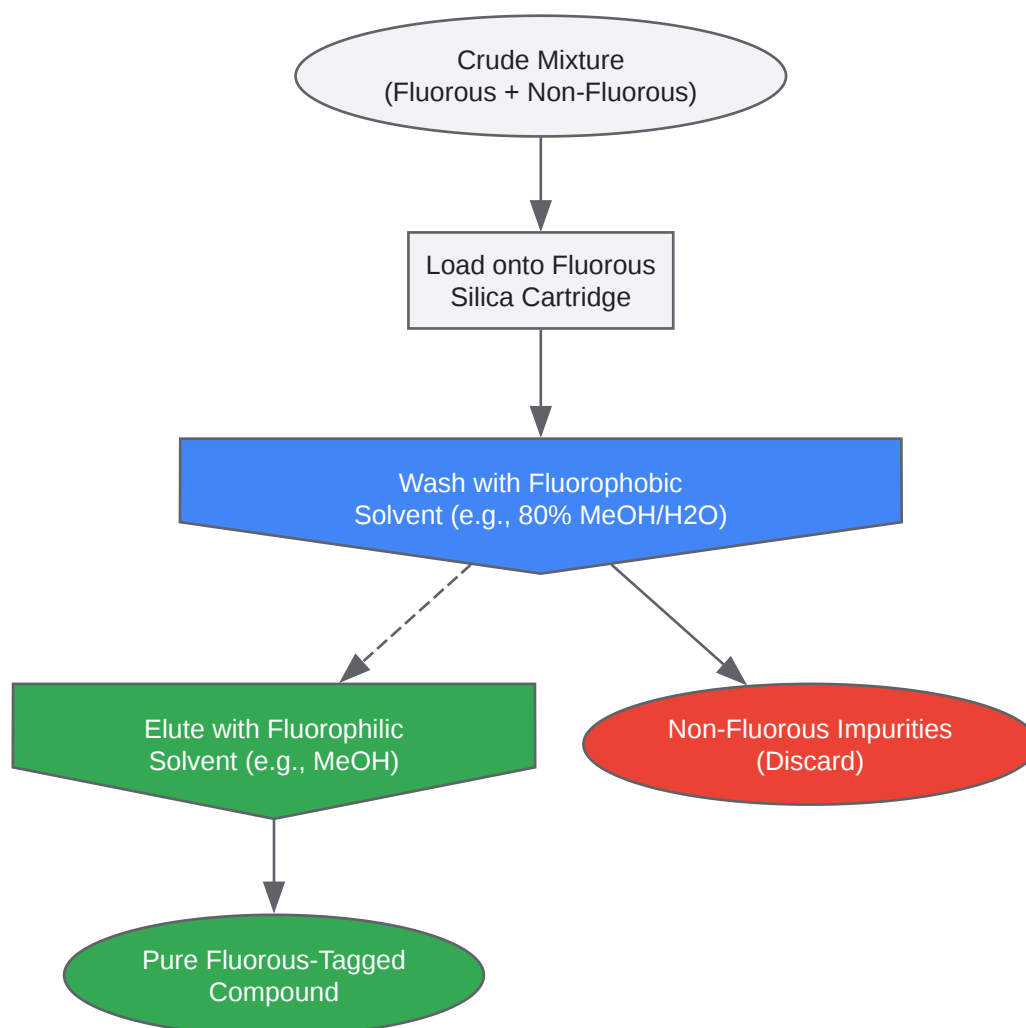 Crude Mixture
(Fluorous + Non-Fluorous)
Load onto Fluorous
Silica Cartridge
Wash with Fluorophobic
Solvent (e.g., 80% MeOH/H2O)
Elute with Fluorophilic
Solvent (e.g., MeOH)
Non-Fluorous Impurities
(Discard)
Pure Fluorous-Tagged
Compound